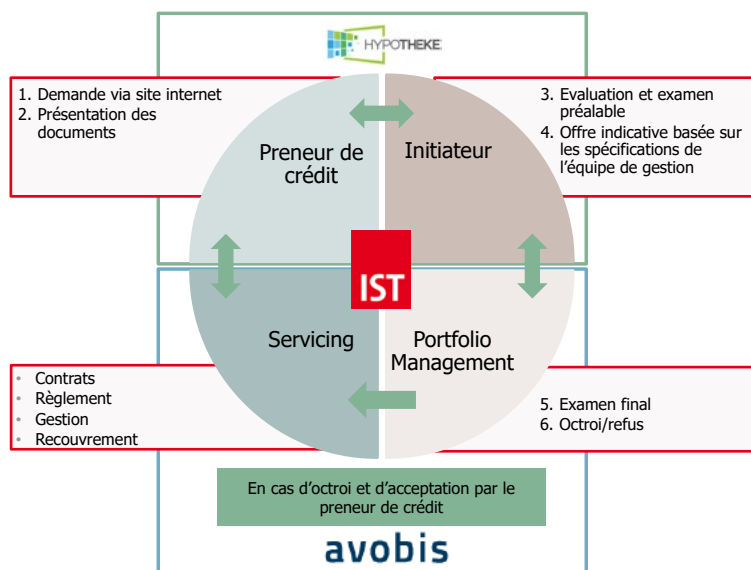 HYPOTHEKE
1. Demande via site internet
2. Présentation des
documents
3. Evaluation et examen
préalable
4. Offre indicative basée sur
les spécifications de
l'équipe de gestion
Preneur de
crédit
Initiateur
IST
Servicing
Portfolio
Management
• Contrats
• Règlement
• Gestion
• Recouvrement
5. Examen final
6. Octroi/refus
En cas d'octroi et d'acceptation par le
preneur de crédit
avobis